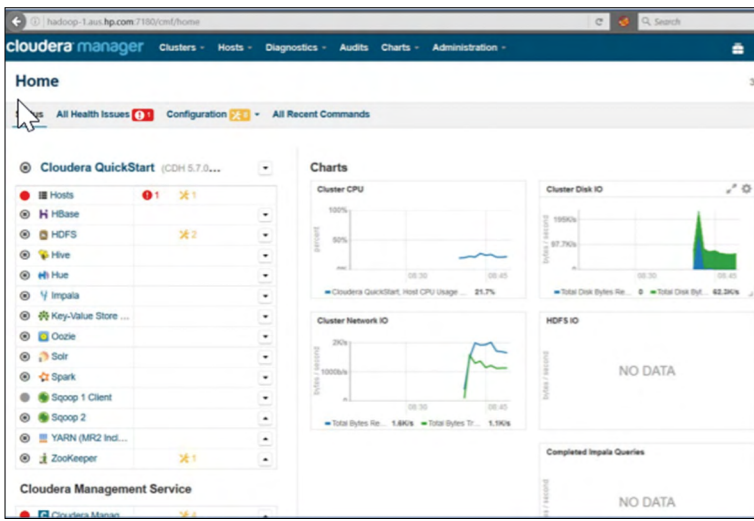 hadoop-1.aus.hp.com:7180/cmf/home
Search
cloudera manager Clusters Hosts Diagnostics Audits Charts Administration
Home
All Health Issues 1 Configuration All Recent Commands
Cloudera QuickStart (CDH 5.7.0...
Hosts 1 1
HBase
HDFS 2
Hive
Hue
Impala
Key-Value Store ...
Oozie
Solr
Spark
Sqoop 1 Client
Sqoop 2
YARN (MR2 Incl...
ZooKeeper 1
Cloudera Management Service
Cloudera Manag...
Charts
Cluster CPU
percent
100%
50%
08:30 08:45
Cloudera QuickStart, Host CPU Usage ... 21.7%
Cluster Disk IO
bytes / second
97.7K/s
08:30 08:45
Total Disk Bytes Re... 0 Total Disk Byt... 62.3K/s
Cluster Network IO
bytes / second
2K/s
1000b/s
08:30 08:45
Total Bytes Re... 1.6K/s Total Bytes Tr... 1.1K/s
HDFS IO
bytes / second
NO DATA
Completed Impala Queries
NO DATA